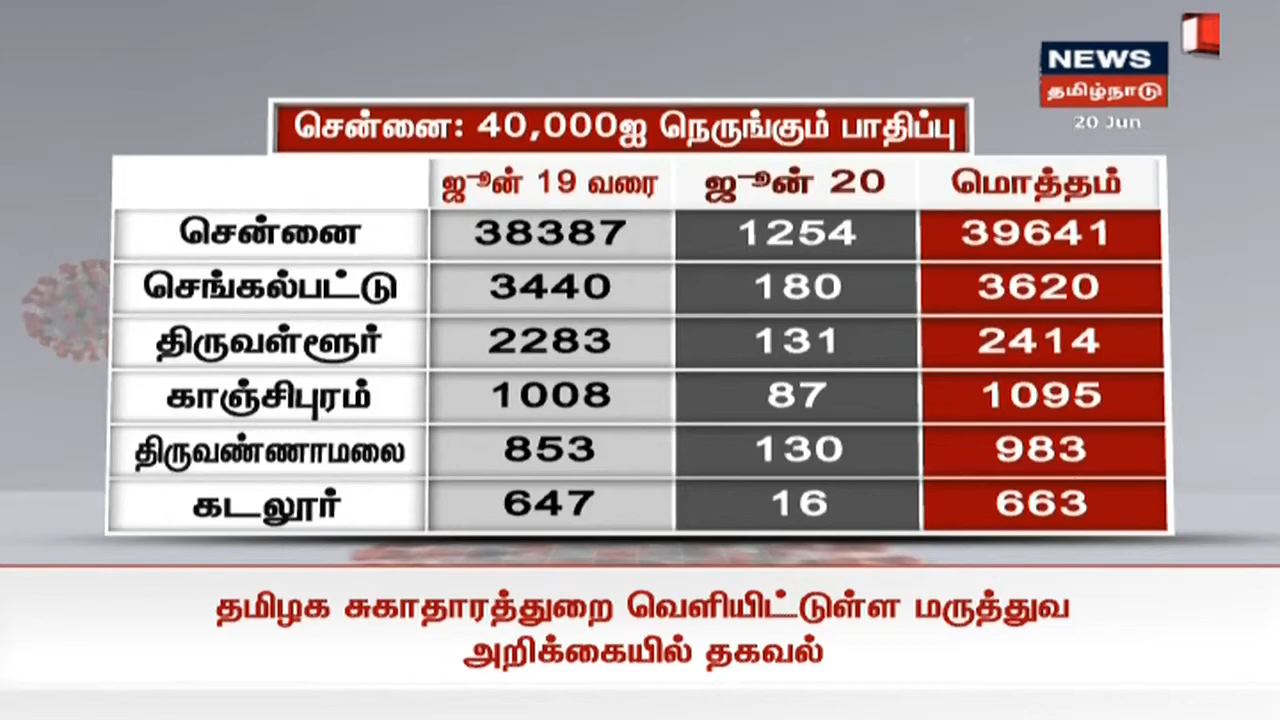 NEWS
தமிழ்நாடு
20 Jun
சென்னை: 40,000ஐ நெருங்கும் பாதிப்பு
ஜூன் 19 வரை ஜூன் 20 மொத்தம்
சென்னை 38387 1254 39641
செங்கல்பட்டு 3440 180 3620
திருவள்ளூர் 2283 131 2414
காஞ்சிபுரம் 1008 87 1095
திருவண்ணாமலை 853 130 983
கடலூர் 647 16 663
தமிழக சுகாதாரத்துறை வெளியிட்டுள்ள மருத்துவ
அறிக்கையில் தகவல்